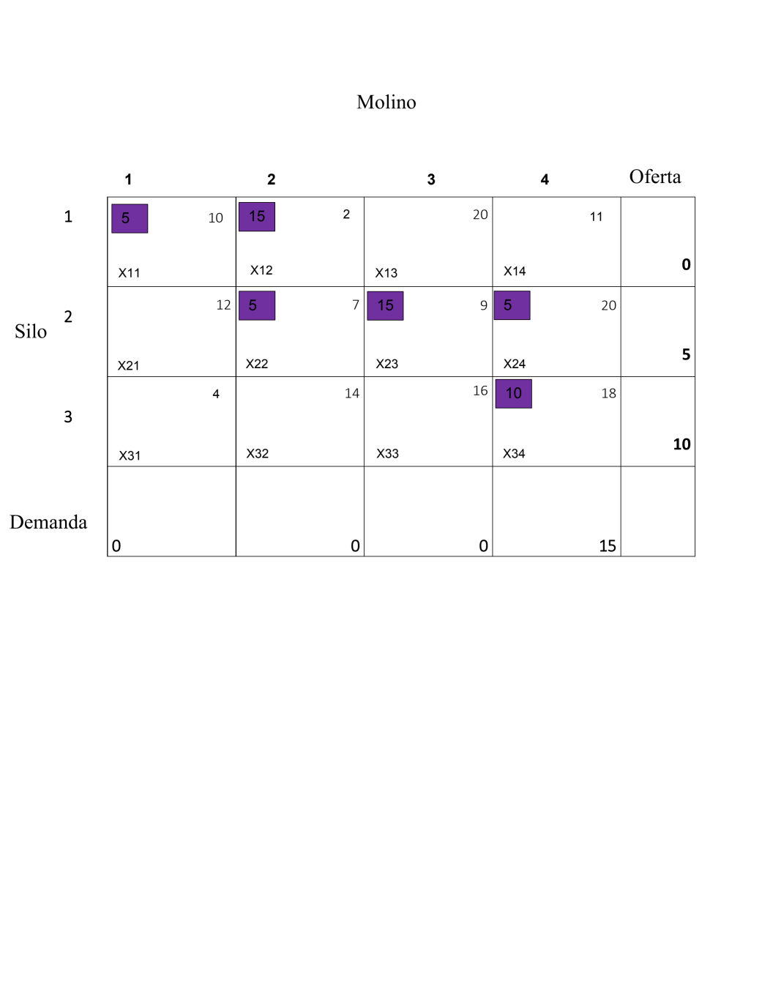 Molino
1 2 3 4 Oferta
1 5 10 15 2 20 11
0
X11 X12 X13 X14
2 12 5 7 15 9 5 20
Silo
5
X21 X22 X23 X24
3 4 14 16 10 18
10
X31 X32 X33 X34
Demanda
0 0 0 15